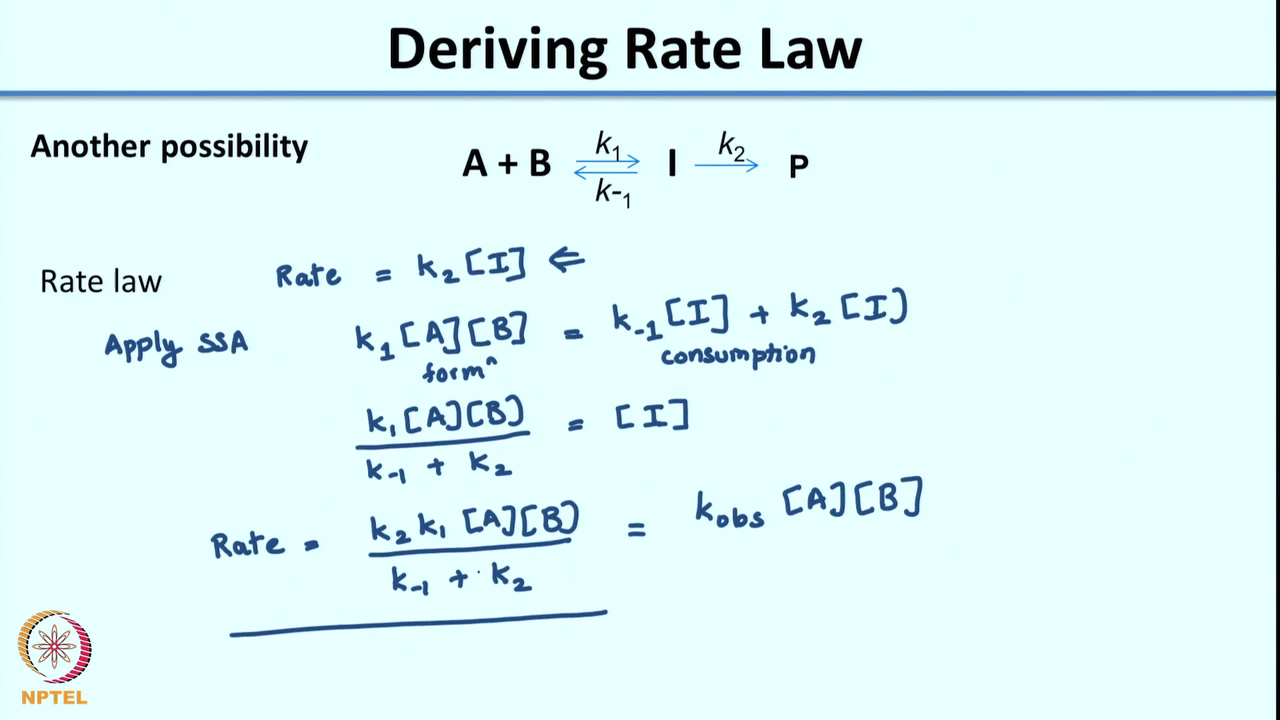 Deriving Rate Law
Another possibility
A + B ⇌ I → P
k1 k2
k-1
Rate law Rate = k2[I] ⇐
Apply SSA k1[A][B] = k-1[I] + k2[I]
formⁿ consumption
k1[A][B] / k-1 + k2 = [I]
Rate = k2k1[A][B] / k-1 + k2 = kobs [A][B]
NPTEL